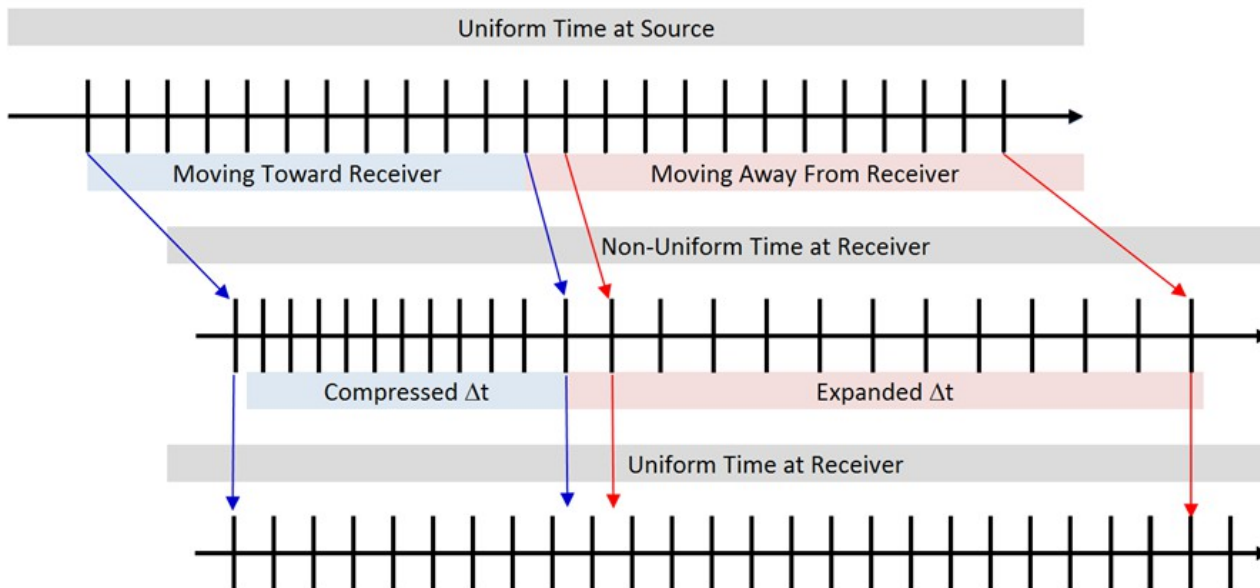 Uniform Time at Source
Moving Toward Receiver
Moving Away From Receiver
Non-Uniform Time at Receiver
Compressed Δt
Expanded Δt
Uniform Time at Receiver